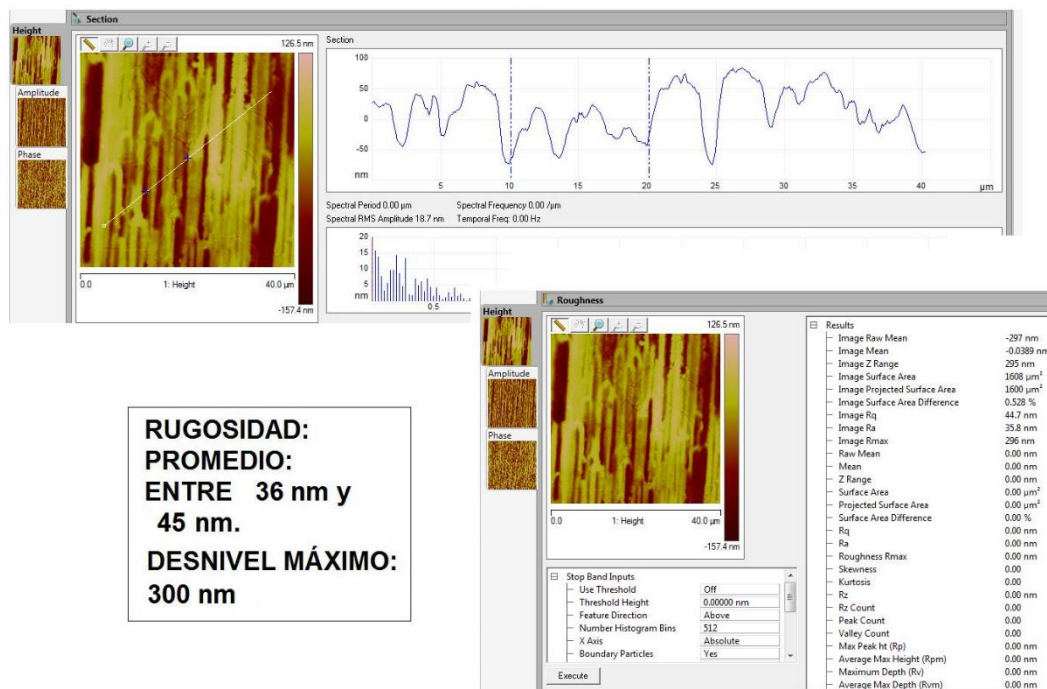 Section
Height
Amplitude
Phase
126.5 nm
0.0
1: Height
40.0 µm
-157.4 nm
Section
100
50
0
-50
nm
5
10
15
20
25
30
35
40
µm
Spectral Period 0.00 µm
Spectral Frequency 0.00 /µm
Spectral RMS Amplitude 18.7 nm
Temporal Freq: 0.00 Hz
20
15
10
5
nm
0.5
Roughness
Height
Amplitude
Phase
126.5 nm
0.0
1: Height
40.0 µm
-157.4 nm
Stop Band Inputs
Use Threshold Off
Threshold Height 0.00000 nm
Feature Direction Above
Number Histogram Bins 512
X Axis Absolute
Boundary Particles Yes
Execute
Results
Image Raw Mean -297 nm
Image Mean -0.0389 nm
Image Z Range 295 nm
Image Surface Area 1608 µm²
Image Projected Surface Area 1600 µm²
Image Surface Area Difference 0.528 %
Image Rq 44.7 nm
Image Ra 35.8 nm
Image Rmax 296 nm
Raw Mean 0.00 nm
Mean 0.00 nm
Z Range 0.00 nm
Surface Area 0.00 µm²
Projected Surface Area 0.00 µm²
Surface Area Difference 0.00 %
Rq 0.00 nm
Ra 0.00 nm
Roughness Rmax 0.00 nm
Skewness 0.00
Kurtosis 0.00
Rz 0.00 nm
Rz Count 0.00
Peak Count 0.00
Valley Count 0.00
Max Peak ht (Rp) 0.00 nm
Average Max Height (Rpm) 0.00 nm
Maximum Depth (Rv) 0.00 nm
Average Max Depth (Rvm) 0.00 nm
RUGOSIDAD:
PROMEDIO:
ENTRE 36 nm y
45 nm.
DESNIVEL MÁXIMO:
300 nm